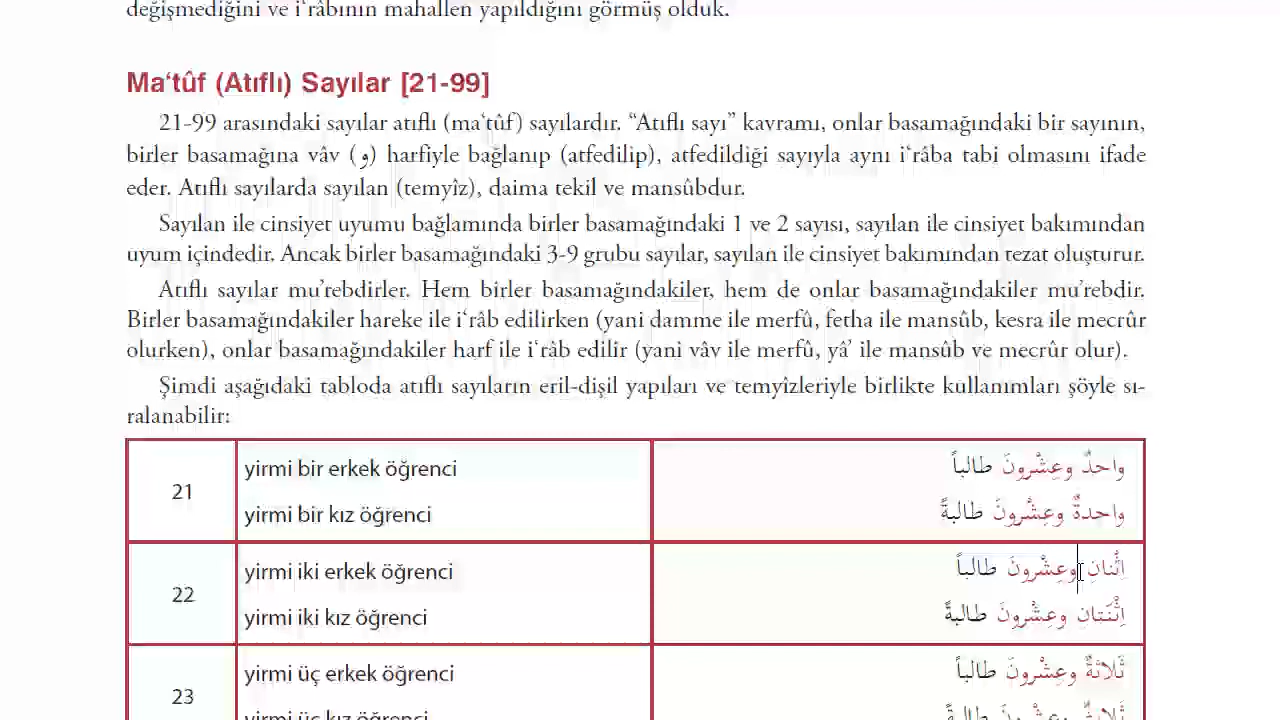 değişmediğini ve i‘râbının mahallen yapıldığını görmüş olduk.
Ma‘tûf (Atıflı) Sayılar [21-99]
21-99 arasındaki sayılar atıflı (ma‘tûf) sayılardır. “Atıflı sayı” kavramı, onlar basamağındaki bir sayının,
birler basamağına vâv (و) harfiyle bağlanıp (atfedilip), atfedildiği sayıyla aynı i‘râba tabi olmasını ifade
eder. Atıflı sayılarda sayılan (temyîz), daima tekil ve mansûbdur.
Sayılan ile cinsiyet uyumu bağlamında birler basamağındaki 1 ve 2 sayısı, sayılan ile cinsiyet bakımından
uyum içindedir. Ancak birler basamağındaki 3-9 grubu sayılar, sayılan ile cinsiyet bakımından tezat oluşturur.
Atıflı sayılar mu’rebdirler. Hem birler basamağındakiler, hem de onlar basamağındakiler mu’rebdir.
Birler basamağındakiler hareke ile i‘râb edilirken (yani damme ile merfû, fetha ile mansûb, kesra ile mecrûr
olurken), onlar basamağındakiler harf ile i‘râb edilir (yani vâv ile merfû, yâ’ ile mansûb ve mecrûr olur).
Şimdi aşağıdaki tabloda atıflı sayıların eril-dişil yapıları ve temyîzleriyle birlikte kullanımları şöyle sı-
ralanabilir:
21
yirmi bir erkek öğrenci
واحدٌ وعِشْرونَ طالباً
yirmi bir kız öğrenci
واحدةٌ وعِشْرونَ طالبةً
22
yirmi iki erkek öğrenci
اِثْنانِ وعِشْرونَ طالباً
yirmi iki kız öğrenci
اِثْنَتانِ وعِشْرونَ طالبةً
23
yirmi üç erkek öğrenci
ثَلاثةٌ وعِشْرونَ طالباً
yirmi üç kız öğrenci